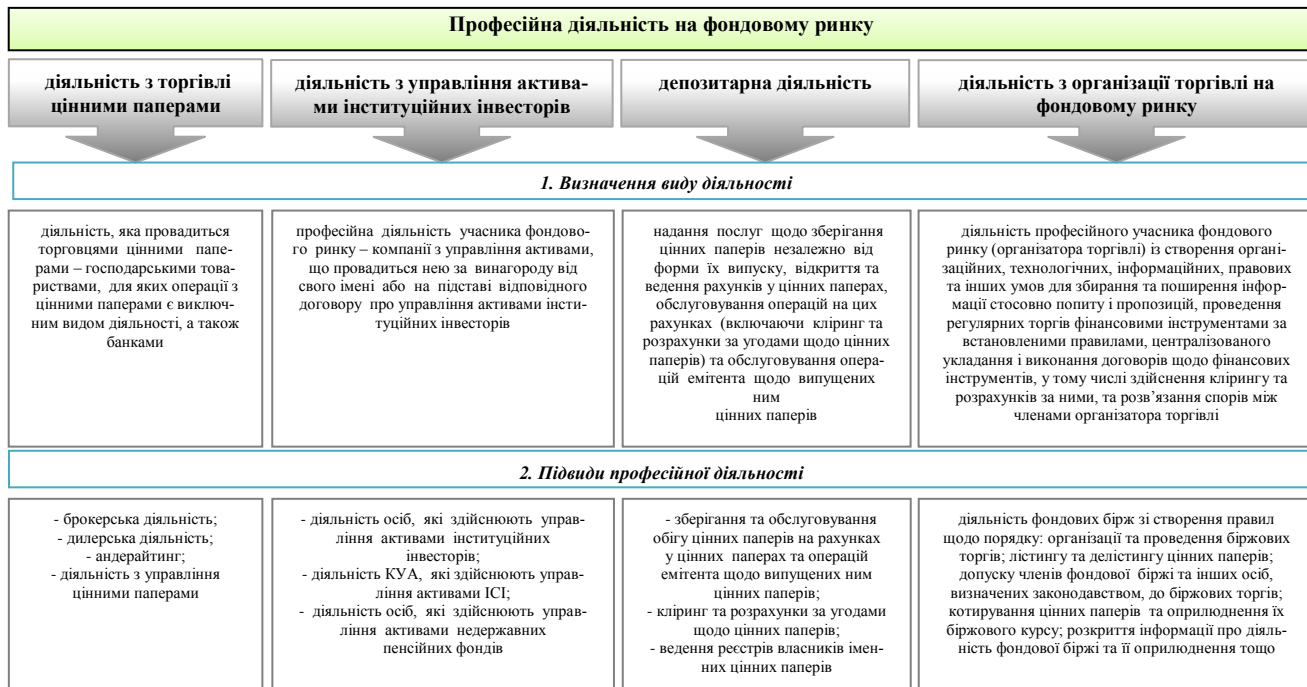 Професійна діяльність на фондовому ринку
діяльність з торгівлі
цінними паперами
діяльність з управління актива-
ми інституційних інвесторів
депозитарна діяльність
діяльність з організації торгівлі на
фондовому ринку
1. Визначення виду діяльності
діяльність, яка провадиться
торговцями цінними папе-
рами – господарськими това-
риствами, для яких операції з
цінними паперами є виключ-
ним видом діяльності, а також
банками
професійна діяльність учасника фондово-
го ринку – компанії з управління активами,
що провадиться нею за винагороду від
свого імені або на підставі відповідного
договору про управління активами інсти-
туційних інвесторів
надання послуг щодо зберігання
цінних паперів незалежно від
форми їх випуску, відкриття та
ведення рахунків у цінних паперах,
обслуговування операцій на цих
рахунках (включаючи кліринг та
розрахунки за угодами щодо цінних
паперів) та обслуговування опера-
цій емітента щодо випущених
ним
цінних паперів
діяльність професійного учасника фондового
ринку (організатора торгівлі) із створення органі-
заційних, технологічних, інформаційних, правових
та інших умов для збирання та поширення інфор-
мації стосовно попиту і пропозицій, проведення
регулярних торгів фінансовими інструментами за
встановленими правилами, централізованого
укладання і виконання договорів щодо фінансових
інструментів, у тому числі здійснення клірингу та
розрахунків за ними, та розв’язання спорів між
членами організатора торгівлі
2. Підвиди професійної діяльності
- брокерська діяльність;
- дилерська діяльність;
- андерайтинг;
- діяльність з управління
цінними паперами
- діяльність осіб, які здійснюють управ-
ління активами інституційних
інвесторів;
- діяльність КУА, які здійснюють управ-
ління активами ІСІ;
- діяльність осіб, які здійснюють управ-
ління активами недержавних
пенсійних фондів
- зберігання та обслуговування
обігу цінних паперів на рахунках
у цінних паперах та операцій
емітента щодо випущених ним
цінних паперів;
- кліринг та розрахунки за угодами
щодо цінних паперів;
- ведення реєстрів власників імен-
них цінних паперів
діяльність фондових бірж зі створення правил
щодо порядку: організації та проведення біржових
торгів; лістингу та делістингу цінних паперів;
допуску членів фондової біржі та інших осіб,
визначених законодавством, до біржових торгів;
котирування цінних паперів та оприлюднення їх
біржового курсу; розкриття інформації про діяль-
ність фондової біржі та її оприлюднення тощо